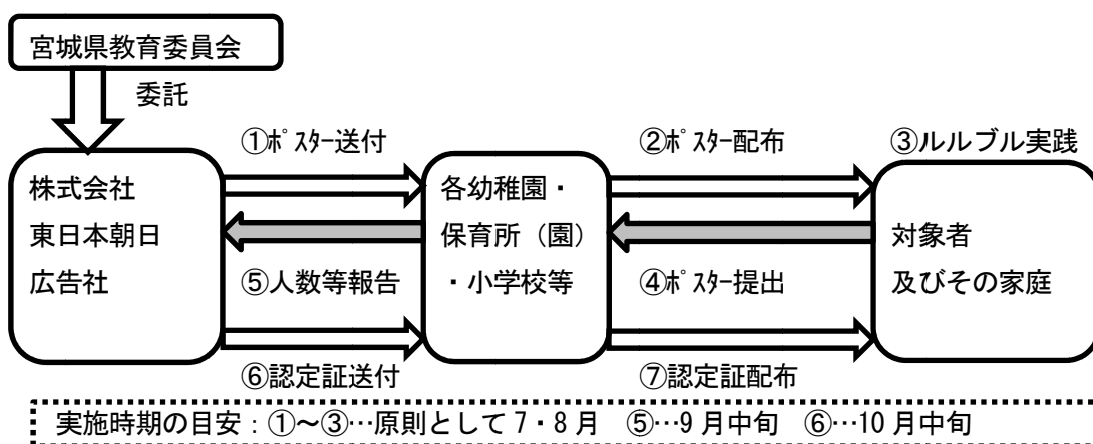 宮城県教育委員会
委託
①ﾎﾟｽﾀｰ送付
②ﾎﾟｽﾀｰ配布
③ルルブル実践
株式会社
東日本朝日
広告社
各幼稚園・
保育所（園）
・小学校等
対象者
及びその家庭
⑤人数等報告
④ﾎﾟｽﾀｰ提出
⑥認定証送付
⑦認定証配布
実施時期の目安：①～③…原則として7・8月　⑤…9月中旬　⑥…10月中旬